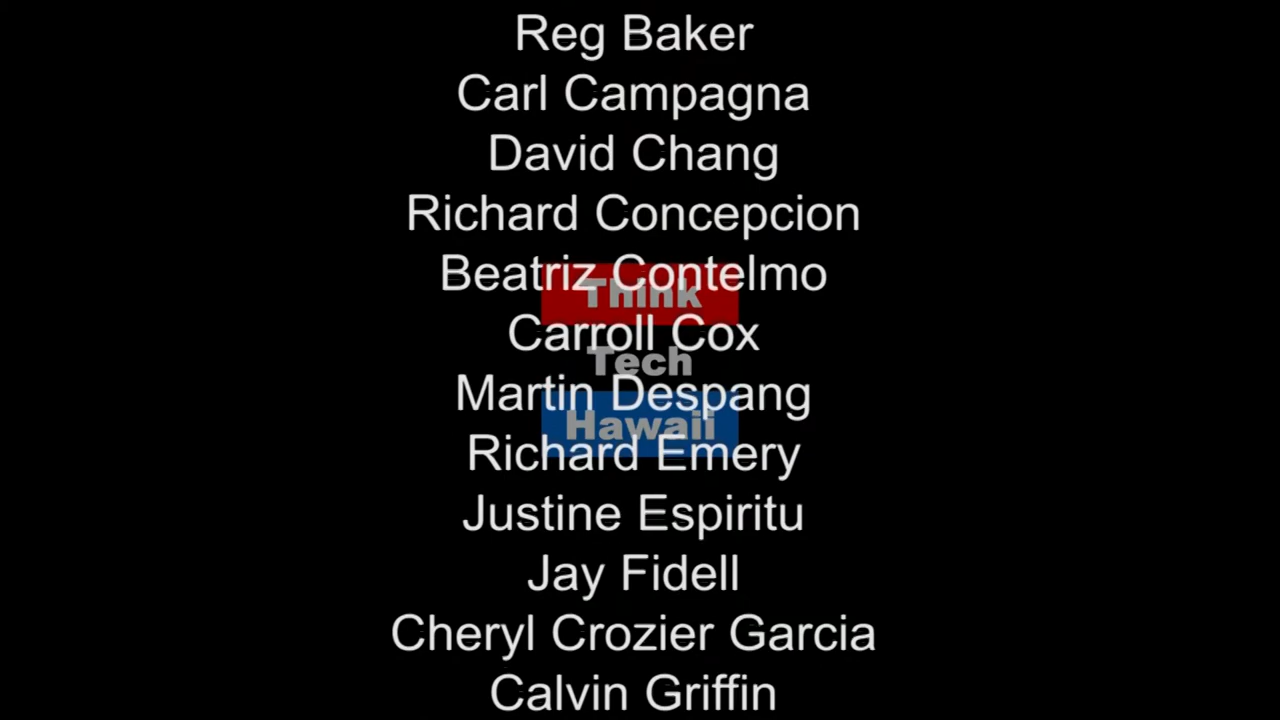 Reg Baker
Carl Campagna
David Chang
Richard Concepcion
Beatriz Contelmo
Think
Carroll Cox
Tech
Martin Despang
Hawaii
Richard Emery
Justine Espiritu
Jay Fidell
Cheryl Crozier Garcia
Calvin Griffin